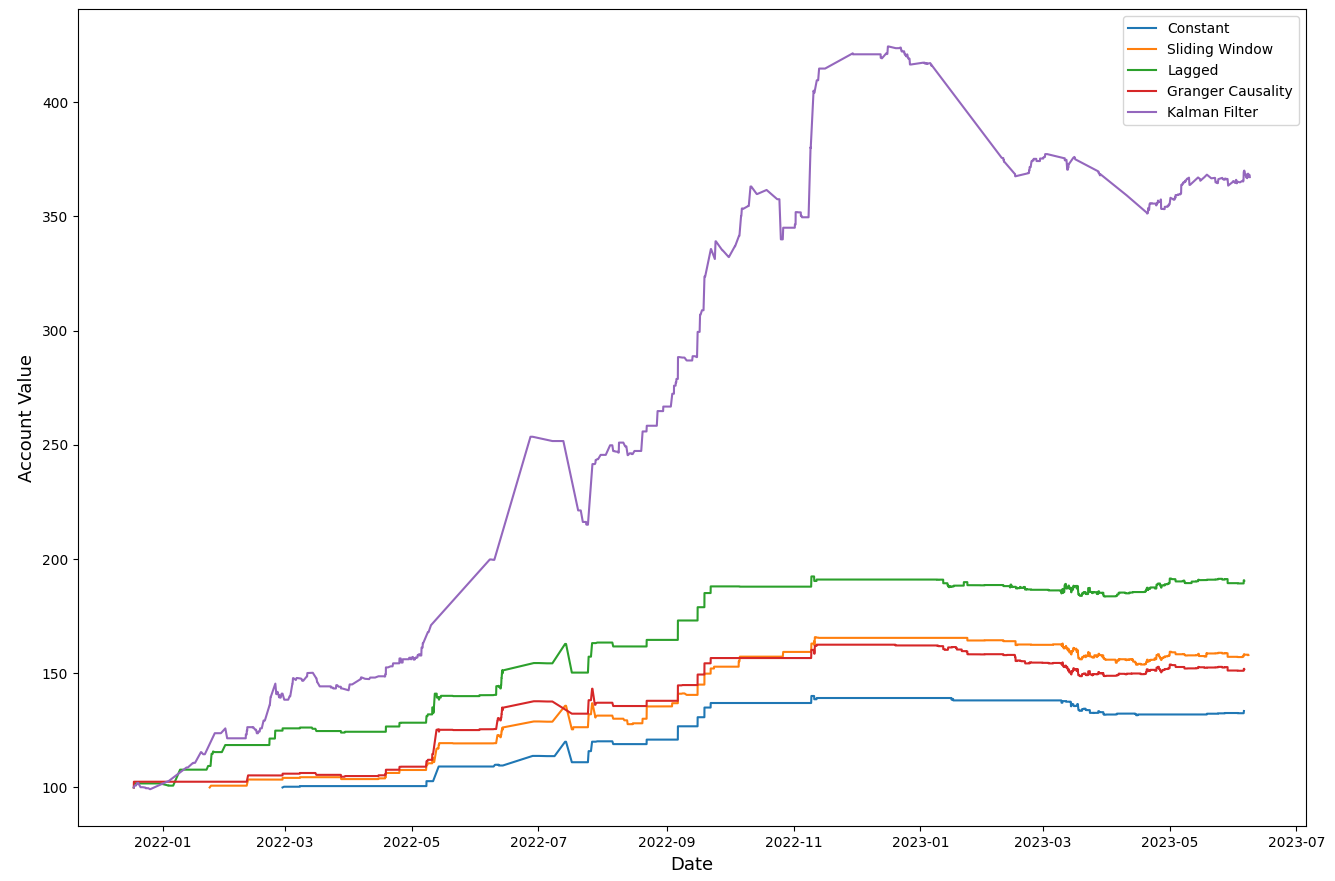 Constant
Sliding Window
Lagged
Granger Causality
Kalman Filter
400
350
300
250
200
150
100
Account Value
2022-01
2022-03
2022-05
2022-07
2022-09
2022-11
2023-01
2023-03
2023-05
2023-07
Date